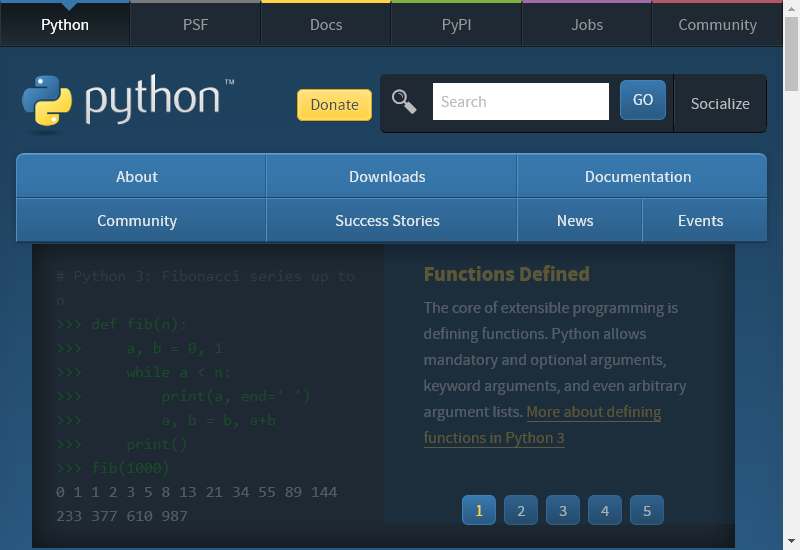 Python PSF Docs PyPI Jobs Community
python™ Donate Search GO Socialize
About Downloads Documentation
Community Success Stories News Events
# Python 3: Fibonacci series up to
n
>>> def fib(n):
>>>     a, b = 0, 1
>>>     while a < n:
>>>         print(a, end=' ')
>>>         a, b = b, a+b
>>>     print()
>>> fib(1000)
0 1 1 2 3 5 8 13 21 34 55 89 144
233 377 610 987
Functions Defined
The core of extensible programming is
defining functions. Python allows
mandatory and optional arguments,
keyword arguments, and even arbitrary
argument lists. More about defining
functions in Python 3
1 2 3 4 5